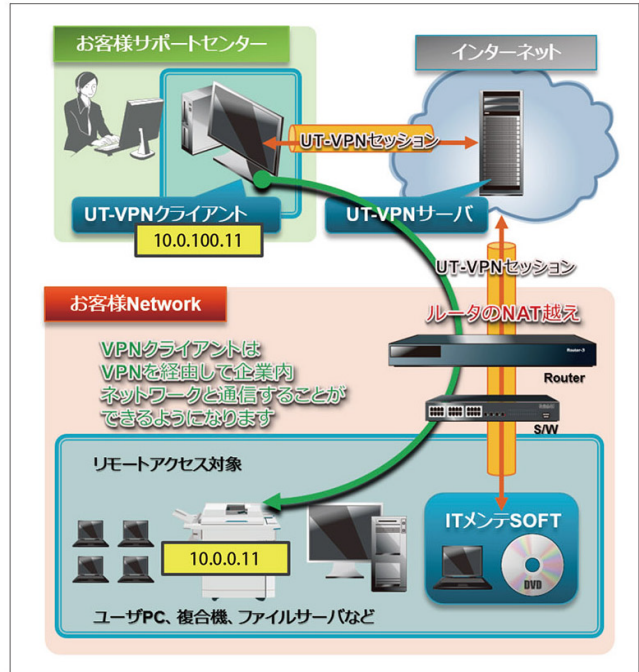 お客様サポートセンター
インターネット
UT-VPNセッション
UT-VPNクライアント
UT-VPNサーバ
10.0.100.11
UT-VPNセッション
お客様Network
ルータのNAT越え
VPNクライアントは
VPNを経由して企業内
ネットワークと通信することが
できるようになります
Router-3
Router
S/W
リモートアクセス対象
ITメンテSOFT
10.0.0.11
DVD
ユーザPC、複合機、ファイルサーバなど